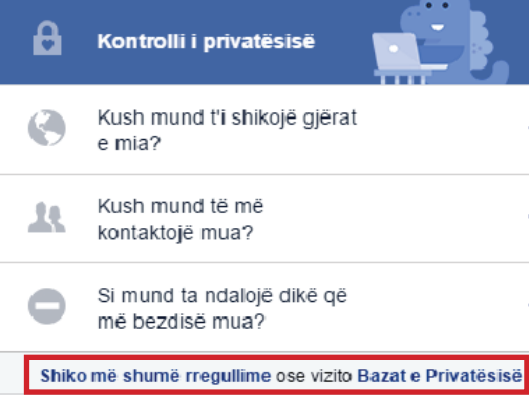 Kontrolli i privatësisë
Kush mund t'i shikojë gjërat
e mia?
Kush mund të më
kontaktojë mua?
Si mund ta ndalojë dikë që
më bezdisë mua?
Shiko më shumë rregullime ose vizito Bazat e Privatësisë